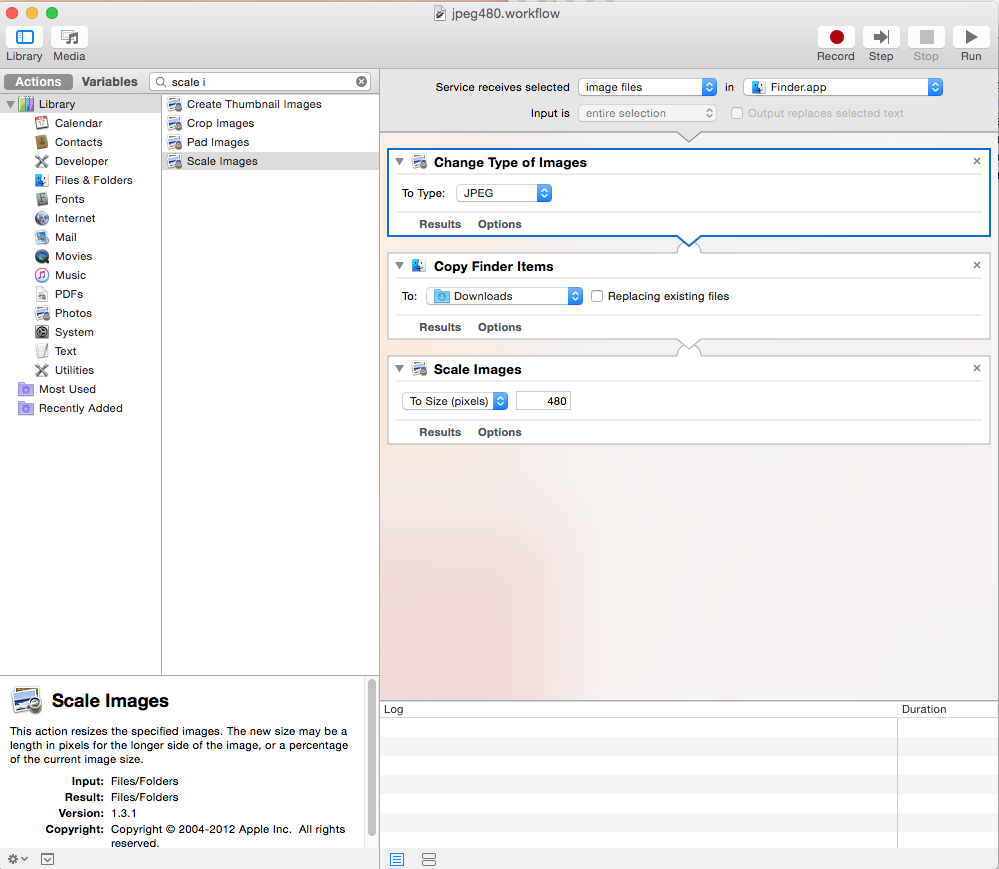 jpeg480.workflow
Library Media Record Step Stop Run
Actions Variables scale i
Library
Calendar
Contacts
Developer
Files & Folders
Fonts
Internet
Mail
Movies
Music
PDFs
Photos
System
Text
Utilities
Most Used
Recently Added
Create Thumbnail Images
Crop Images
Pad Images
Scale Images
Service receives selected image files in Finder.app
Input is entire selection Output replaces selected text
Change Type of Images
To Type: JPEG
Results Options
Copy Finder Items
To: Downloads Replacing existing files
Results Options
Scale Images
To Size (pixels) 480
Results Options
Scale Images
This action resizes the specified images. The new size may be a
length in pixels for the longer side of the image, or a percentage
of the current image size.
Input: Files/Folders
Result: Files/Folders
Version: 1.3.1
Copyright: Copyright © 2004-2012 Apple Inc. All rights
reserved.
Log Duration